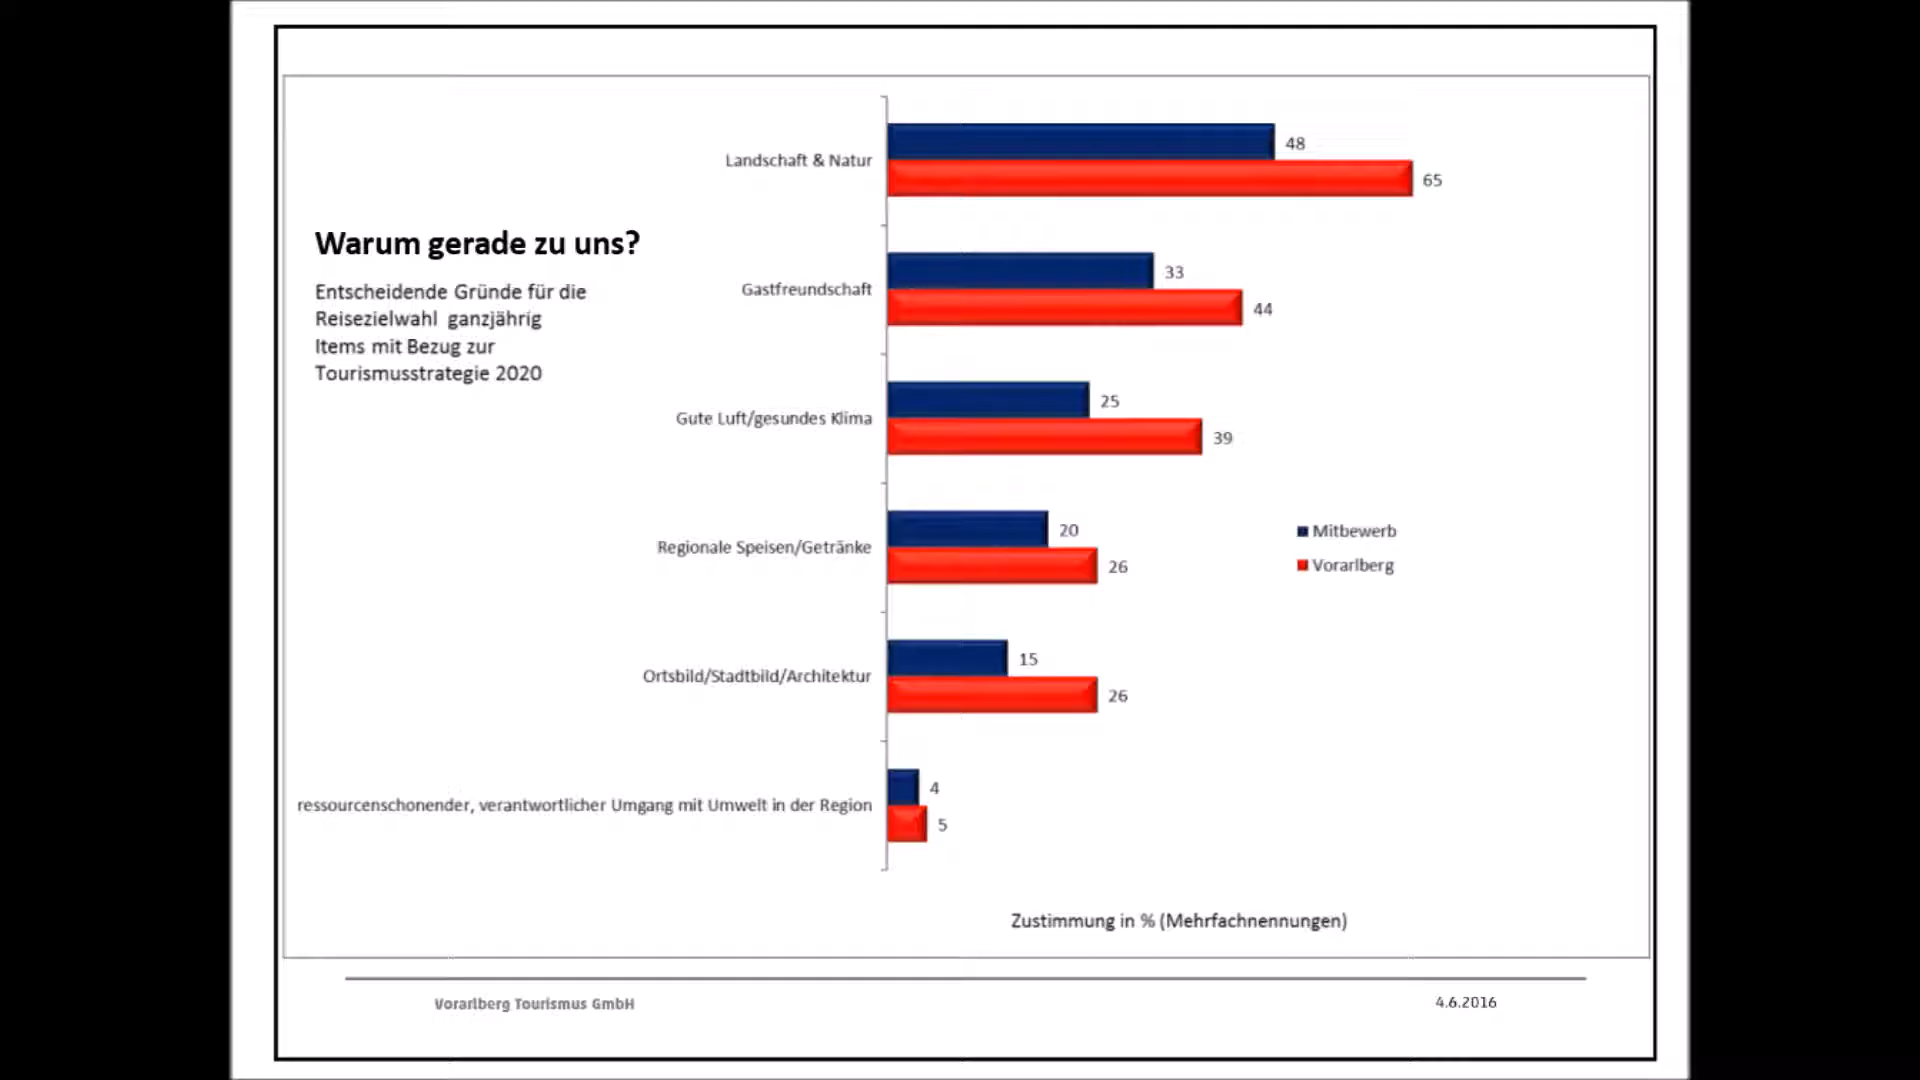 Warum gerade zu uns?
Entscheidende Gründe für die
Reisezielwahl ganzjährig
Items mit Bezug zur
Tourismusstrategie 2020
Landschaft & Natur
48
65
Gastfreundschaft
33
44
Gute Luft/gesundes Klima
25
39
Regionale Speisen/Getränke
20
26
Ortsbild/Stadtbild/Architektur
15
26
ressourcenschonender, verantwortlicher Umgang mit Umwelt in der Region
4
5
Mitbewerb
Vorarlberg
Zustimmung in % (Mehrfachnennungen)
Vorarlberg Tourismus GmbH
4.6.2016